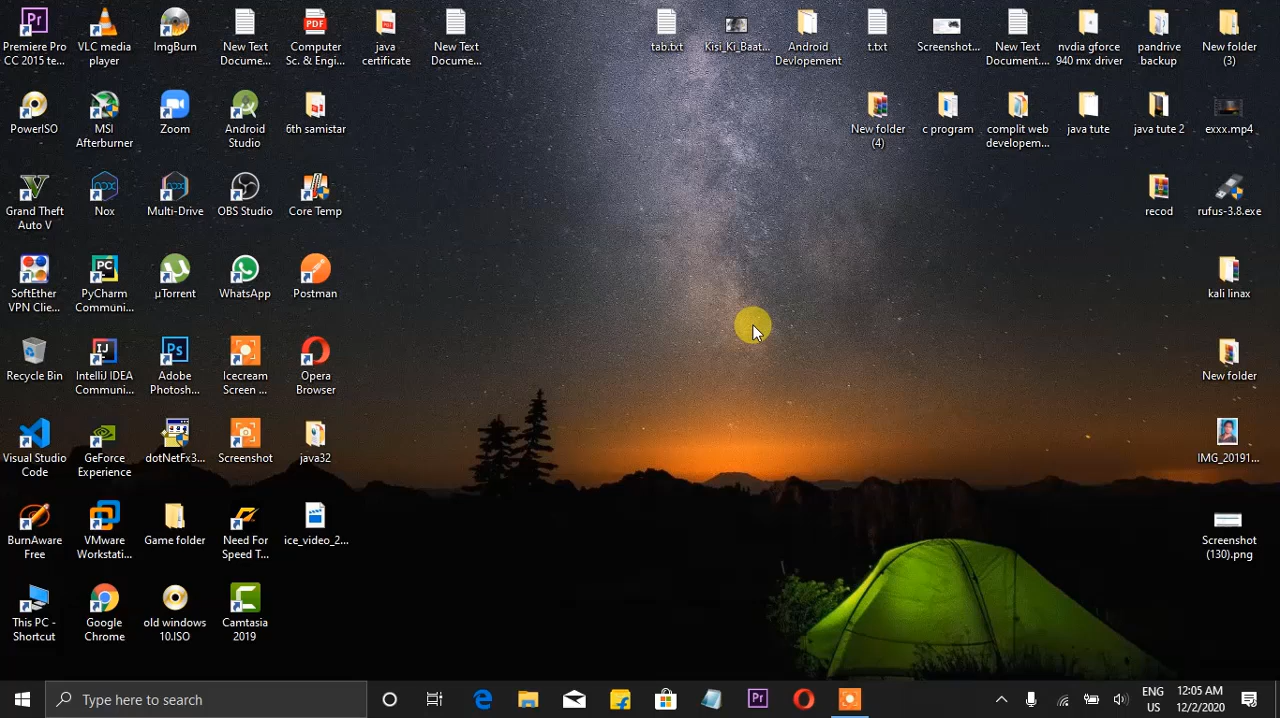 Premiere Pro
CC 2015 te...
VLC media
player
ImgBurn
New Text
Docume...
PDF
Computer
Sc. & Engi...
java
certificate
New Text
Docume...
tab.txt
Kisi_Ki_Baat...
Android
Devlopement
t.txt
Screenshot...
New Text
Document....
nvdia gforce
940 mx driver
pandrive
backup
New folder
(3)
PowerISO
MSI
Afterburner
Zoom
Android
Studio
6th samistar
New folder
(4)
c program
complit web
developem...
java tute
java tute 2
exxx.mp4
Grand Theft
Auto V
Nox
Multi-Drive
OBS Studio
Core Temp
recod
rufus-3.8.exe
SoftEther
VPN Clie...
PyCharm
Communi...
µTorrent
WhatsApp
Postman
kali linax
Recycle Bin
IntelliJ IDEA
Communi...
Adobe
Photosh...
Icecream
Screen ...
Opera
Browser
New folder
Visual Studio
Code
GeForce
Experience
dotNetFx3...
Screenshot
java32
IMG_20191...
BurnAware
Free
VMware
Workstati...
Game folder
Need For
Speed T...
ice_video_2...
Screenshot
(130).png
This PC -
Shortcut
Google
Chrome
old windows
10.ISO
Camtasia
2019
Type here to search
ENG
US
12:05 AM
12/2/2020